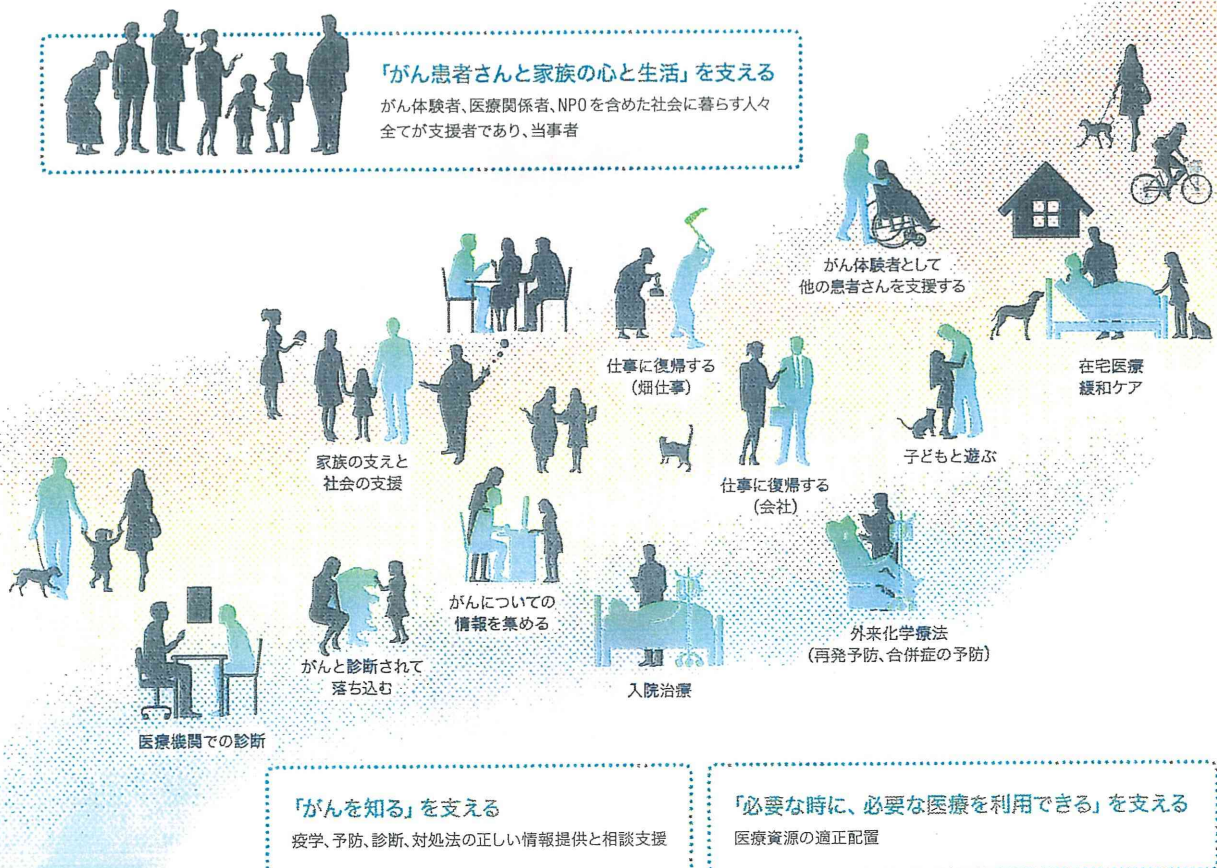 「がん患者さんと家族の心と生活」を支える
がん体験者、医療関係者、NPOを含めた社会に暮らす人々
全てが支援者であり、当事者
がん体験者として
他の患者さんを支援する
仕事に復帰する
(畑仕事)
在宅医療
緩和ケア
家族の支えと
社会の支援
仕事に復帰する
(会社)
子どもと遊ぶ
がんについての
情報を集める
外来化学療法
(再発予防、合併症の予防)
がんと診断されて
落ち込む
入院治療
医療機関での診断
「がんを知る」を支える
疫学、予防、診断、対処法の正しい情報提供と相談支援
「必要な時に、必要な医療を利用できる」を支える
医療資源の適正配置